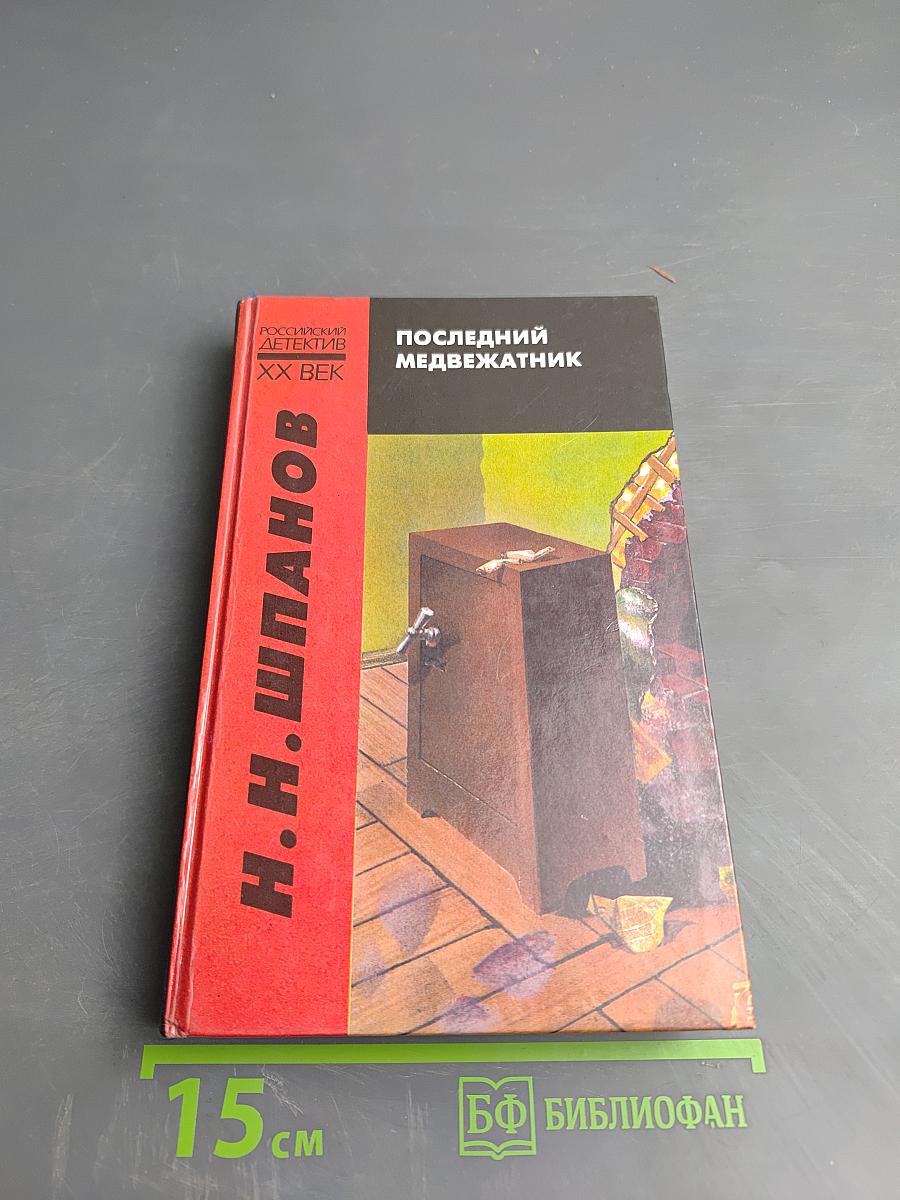 РОССИЙСКИЙ
ДЕТЕКТИВ
XX ВЕК
ПОСЛЕДНИЙ
МЕДВЕЖАТНИК
Н.Н.ШПАНОВ
15 см
БФ БИБЛИОФАН